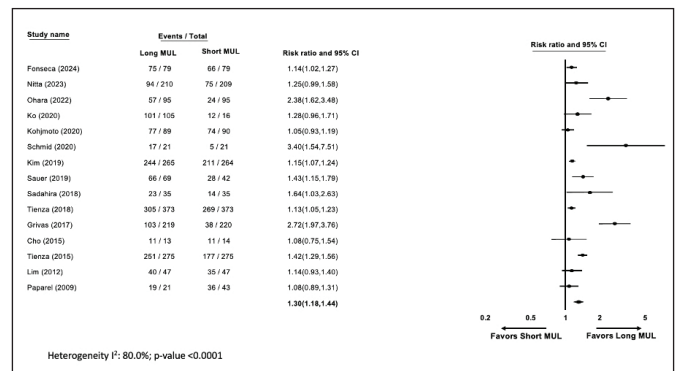 Study name Events / Total Risk ratio and 95% CI
Long MUL Short MUL Risk ratio and 95% CI
Fonseca (2024) 75 / 79 66 / 79 1.14(1.02,1.27)
Nitta (2023) 94 / 210 75 / 209 1.25(0.99,1.58)
Ohara (2022) 57 / 95 24 / 95 2.38(1.62,3.48)
Ko (2020) 101 / 105 12 / 16 1.28(0.96,1.71)
Kohjmoto (2020) 77 / 89 74 / 90 1.05(0.93,1.19)
Schmid (2020) 17 / 21 5 / 21 3.40(1.54,7.51)
Kim (2019) 244 / 265 211 / 264 1.15(1.07,1.24)
Sauer (2019) 66 / 69 28 / 42 1.43(1.15,1.79)
Sadahira (2018) 23 / 35 14 / 35 1.64(1.03,2.63)
Tienza (2018) 305 / 373 269 / 373 1.13(1.05,1.23)
Grivas (2017) 103 / 219 38 / 220 2.72(1.97,3.76)
Cho (2015) 11 / 13 11 / 14 1.08(0.75,1.54)
Tienza (2015) 251 / 275 177 / 275 1.42(1.29,1.56)
Lim (2012) 40 / 47 35 / 47 1.14(0.93,1.40)
Paparel (2009) 19 / 21 36 / 43 1.08(0.89,1.31)
1.30(1.18,1.44)
0.2 0.5 1 2 5
Favors Short MUL Favors Long MUL
Heterogeneity I²: 80.0%; p-value <0.0001